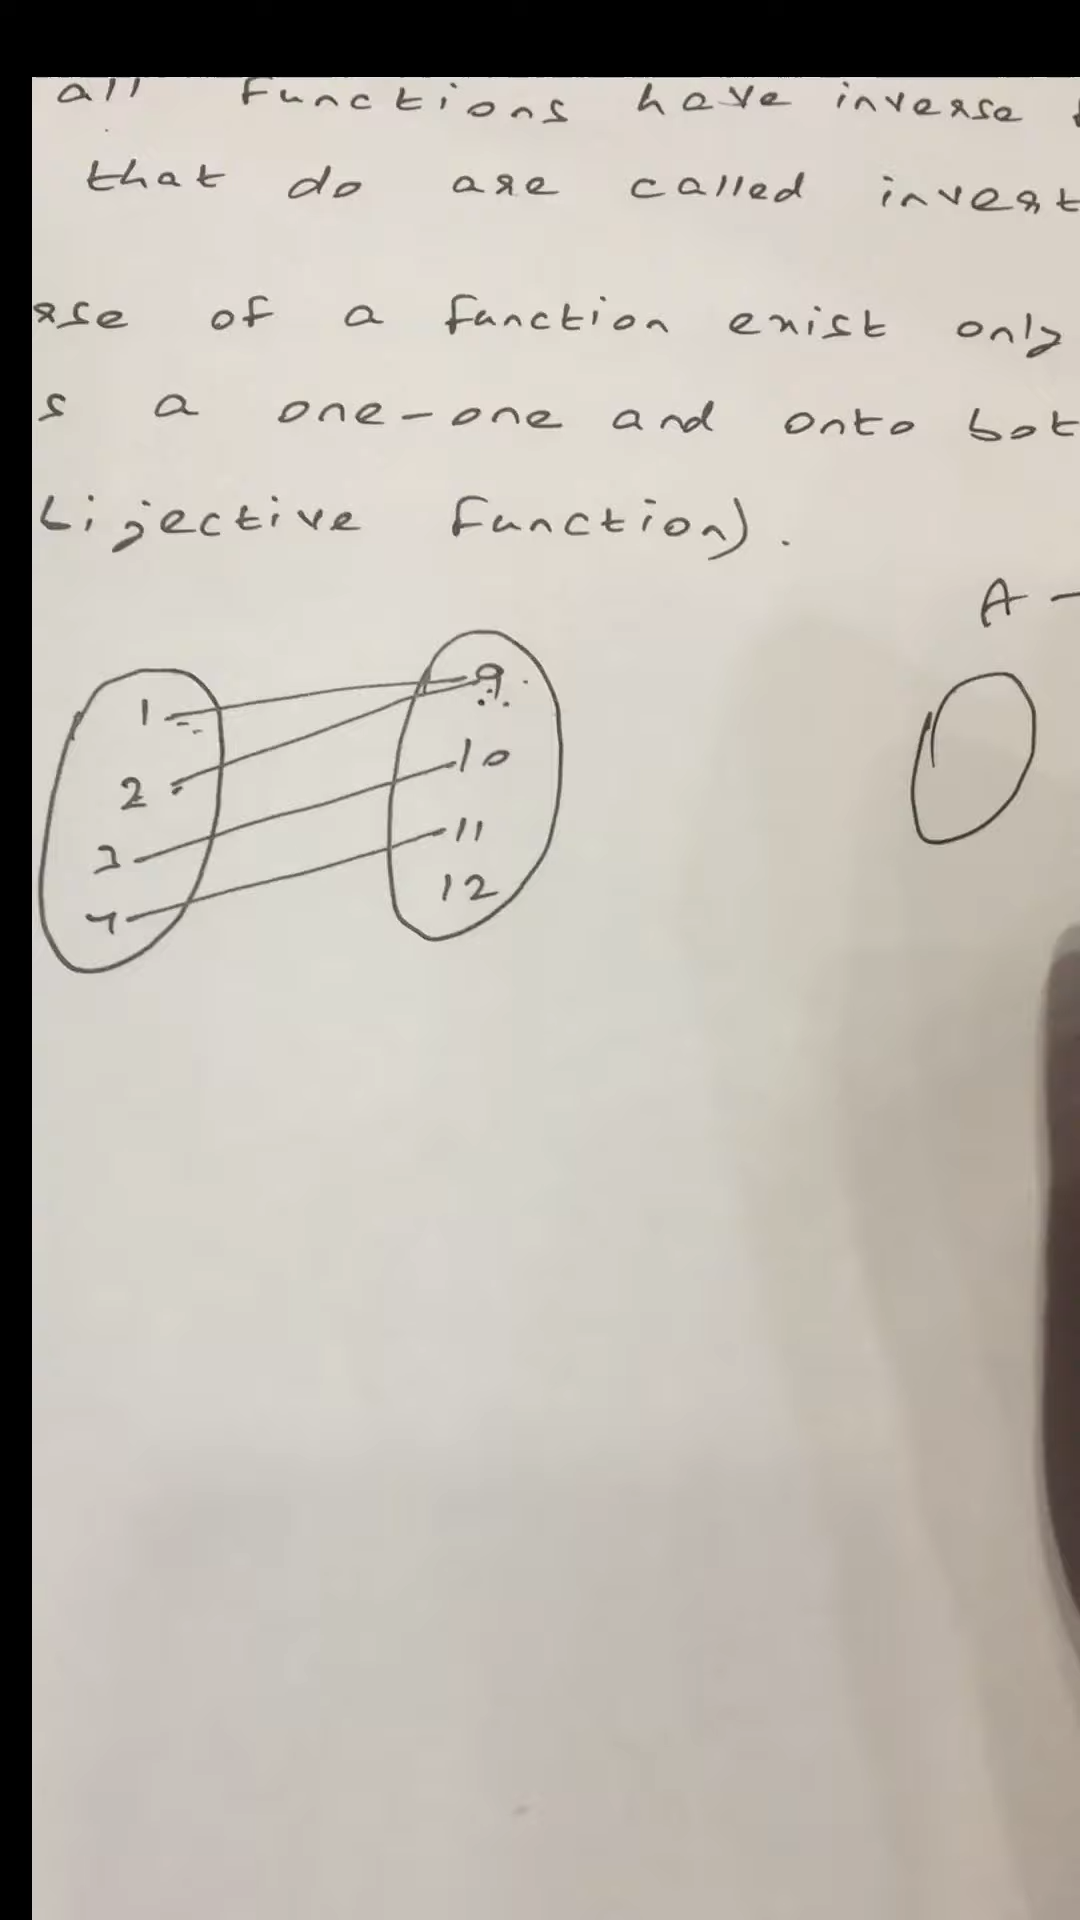 all functions have inverse
that do are called invert
rse of a function exist only
s a one-one and onto bot
bijective function).
A -
1 9
2 10
3 11
4 12